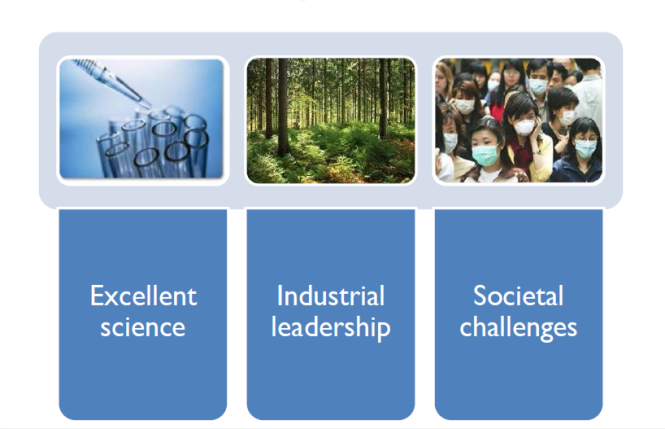 Excellent
science
Industrial
leadership
Societal
challenges